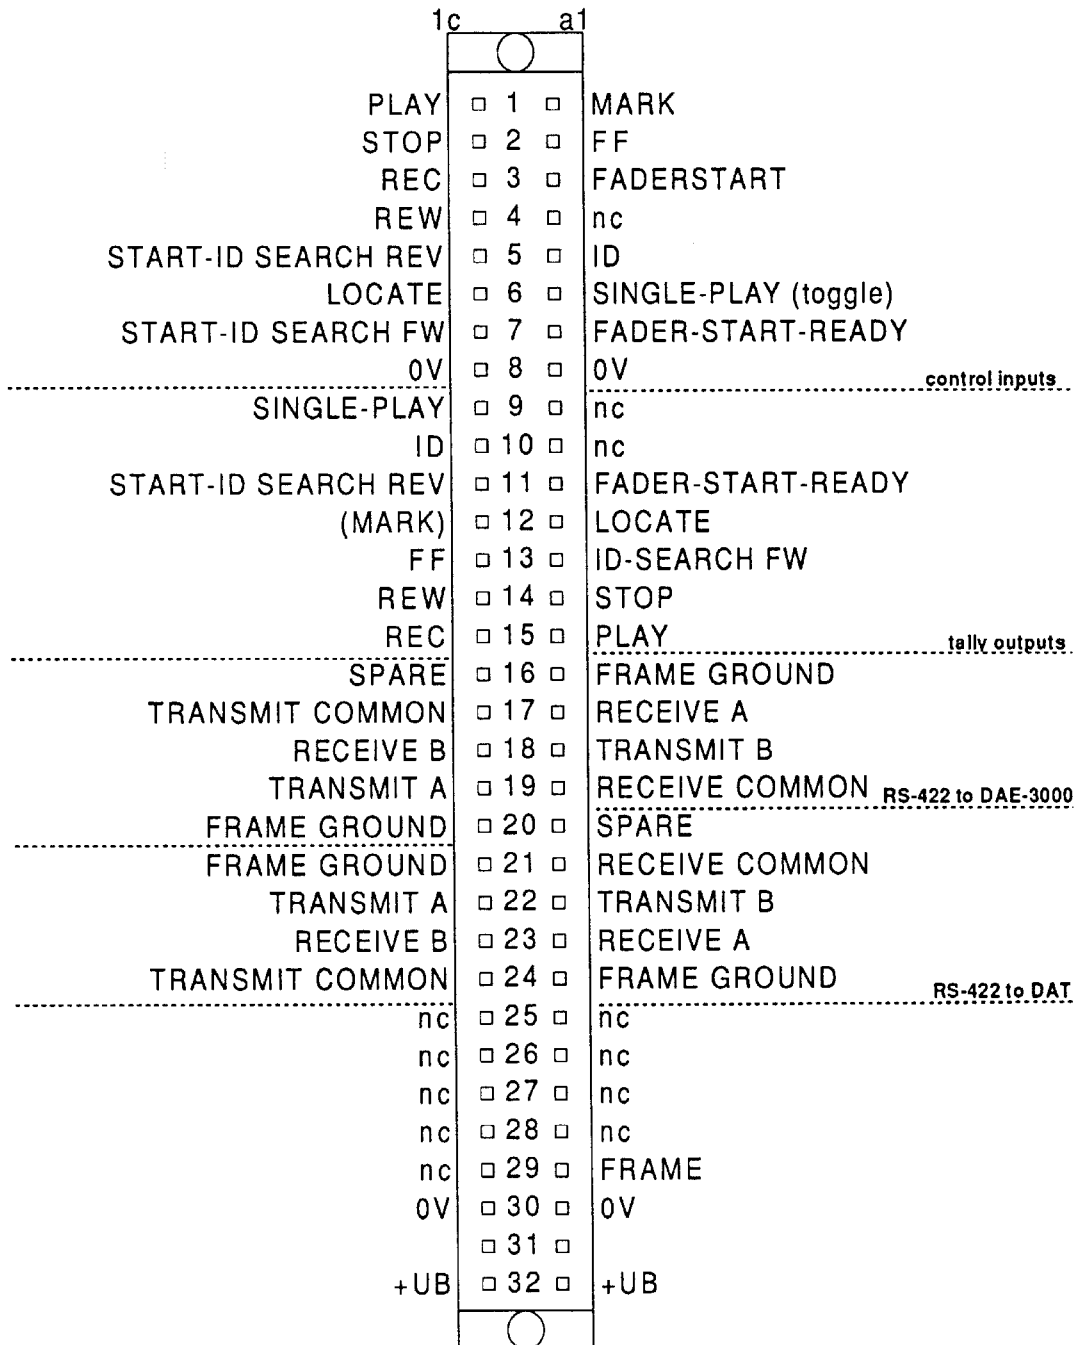 1c a1
PLAY 1 MARK
STOP 2 FF
REC 3 FADERSTART
REW 4 nc
START-ID SEARCH REV 5 ID
LOCATE 6 SINGLE-PLAY (toggle)
START-ID SEARCH FW 7 FADER-START-READY
0V 8 0V control inputs
SINGLE-PLAY 9 nc
ID 10 nc
START-ID SEARCH REV 11 FADER-START-READY
(MARK) 12 LOCATE
FF 13 ID-SEARCH FW
REW 14 STOP
REC 15 PLAY tally outputs
SPARE 16 FRAME GROUND
TRANSMIT COMMON 17 RECEIVE A
RECEIVE B 18 TRANSMIT B
TRANSMIT A 19 RECEIVE COMMON RS-422 to DAE-3000
FRAME GROUND 20 SPARE
FRAME GROUND 21 RECEIVE COMMON
TRANSMIT A 22 TRANSMIT B
RECEIVE B 23 RECEIVE A
TRANSMIT COMMON 24 FRAME GROUND RS-422 to DAT
nc 25 nc
nc 26 nc
nc 27 nc
nc 28 nc
nc 29 FRAME
0V 30 0V
31
+UB 32 +UB